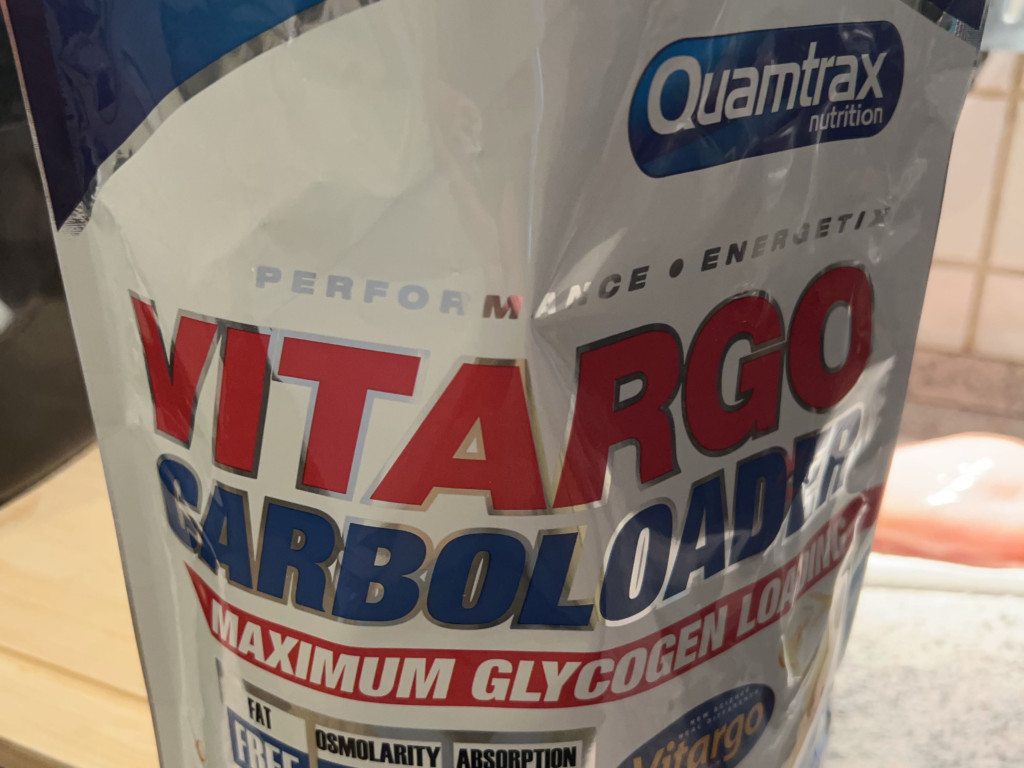 Quamtrax
nutrition
PERFORMANCE • ENERGETIX
VITARGO
CARBOLOADER
MAXIMUM GLYCOGEN LOADING
FAT
FREE
OSMOLARITY
ABSORPTION
Vitargo